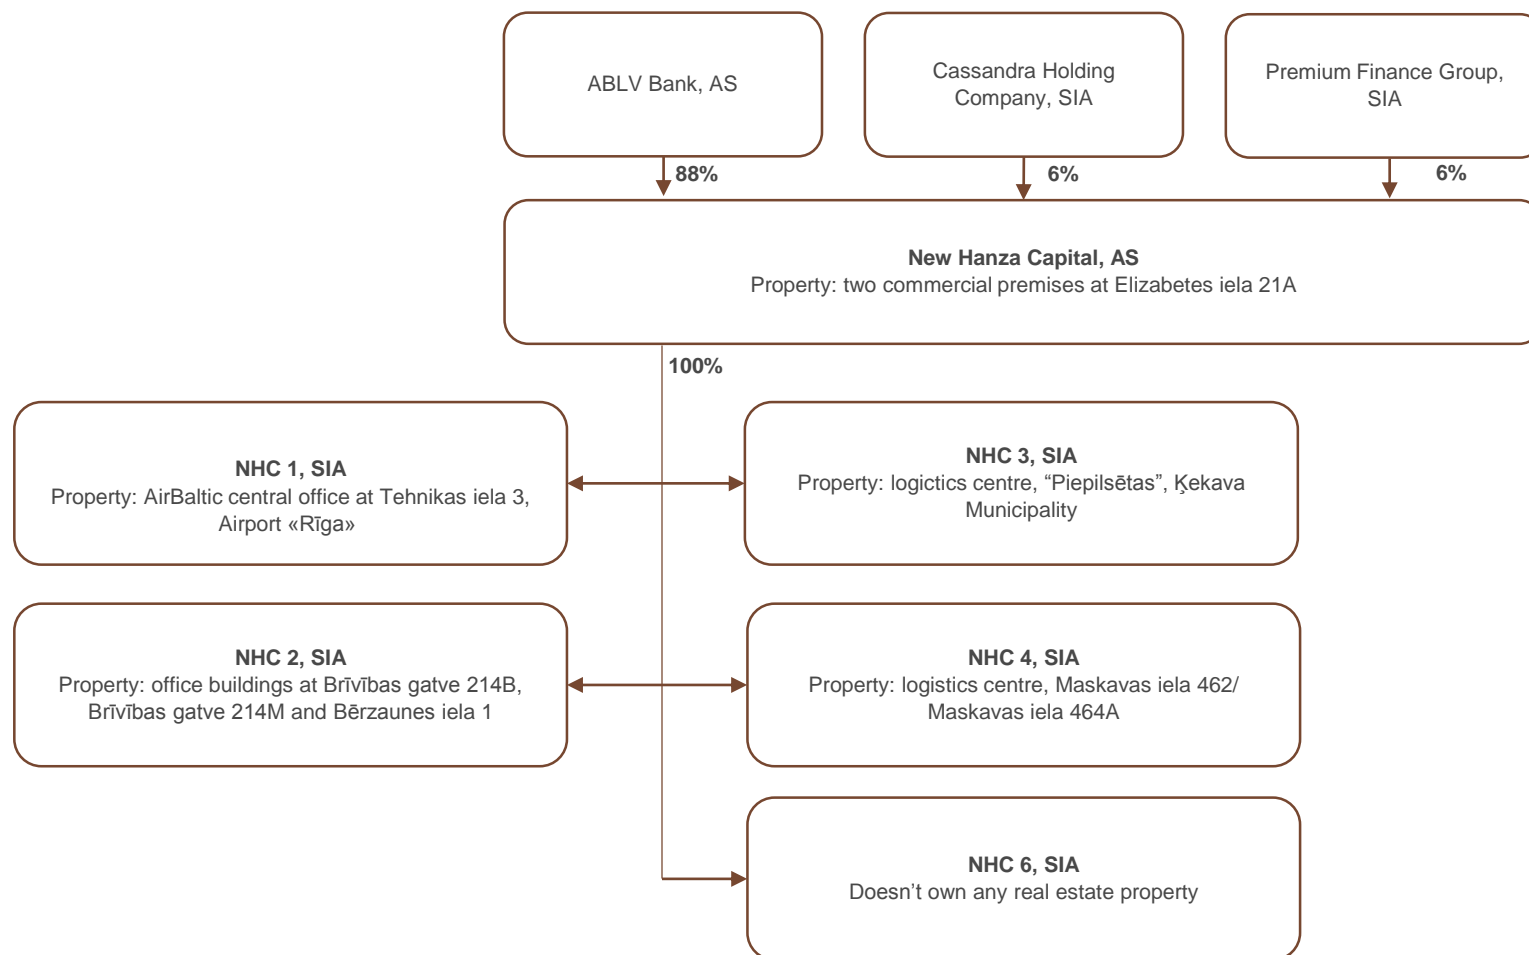 ABLV Bank, AS
Cassandra Holding
Company, SIA
Premium Finance Group,
SIA
88%
6%
6%
New Hanza Capital, AS
Property: two commercial premises at Elizabetes iela 21A
100%
NHC 1, SIA
Property: AirBaltic central office at Tehnikas iela 3,
Airport «Rīga»
NHC 3, SIA
Property: logictics centre, “Piepilsētas”, Ķekava
Municipality
NHC 2, SIA
Property: office buildings at Brīvības gatve 214B,
Brīvības gatve 214M and Bērzaunes iela 1
NHC 4, SIA
Property: logistics centre, Maskavas iela 462/
Maskavas iela 464A
NHC 6, SIA
Doesn’t own any real estate property